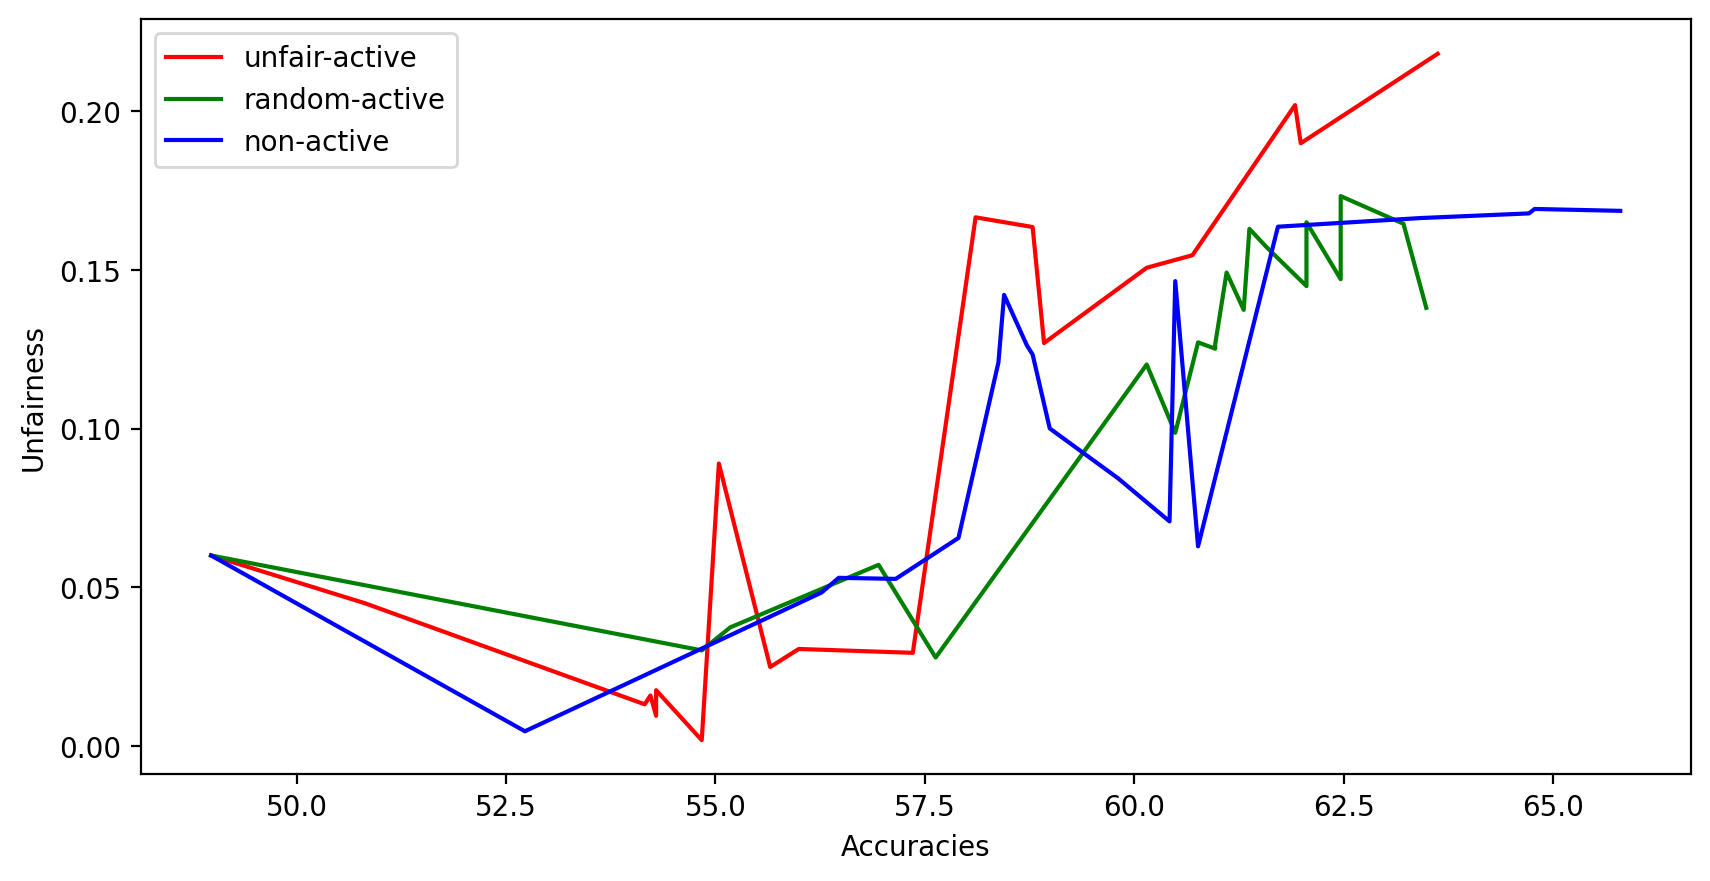 unfair-active
random-active
non-active
0.20
0.15
0.10
0.05
0.00
Unfairness
50.0 52.5 55.0 57.5 60.0 62.5 65.0
Accuracies